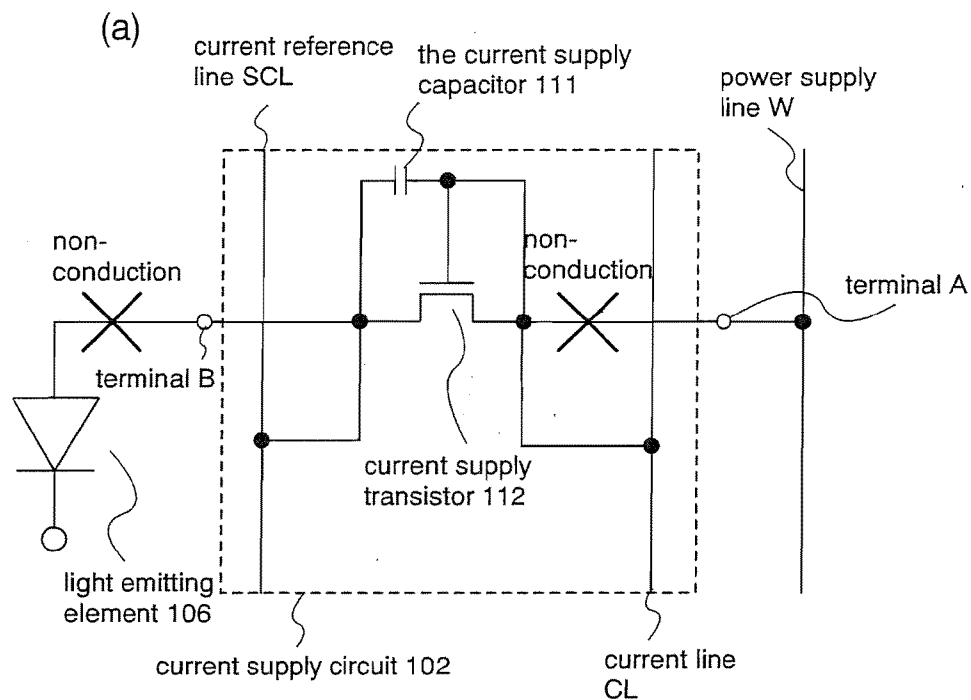 (a)
current reference
line SCL
the current supply
capacitor 111
power supply
line W
non-
conduction
non-
conduction
terminal A
terminal B
current supply
transistor 112
light emitting
element 106
current supply circuit 102
current line
CL